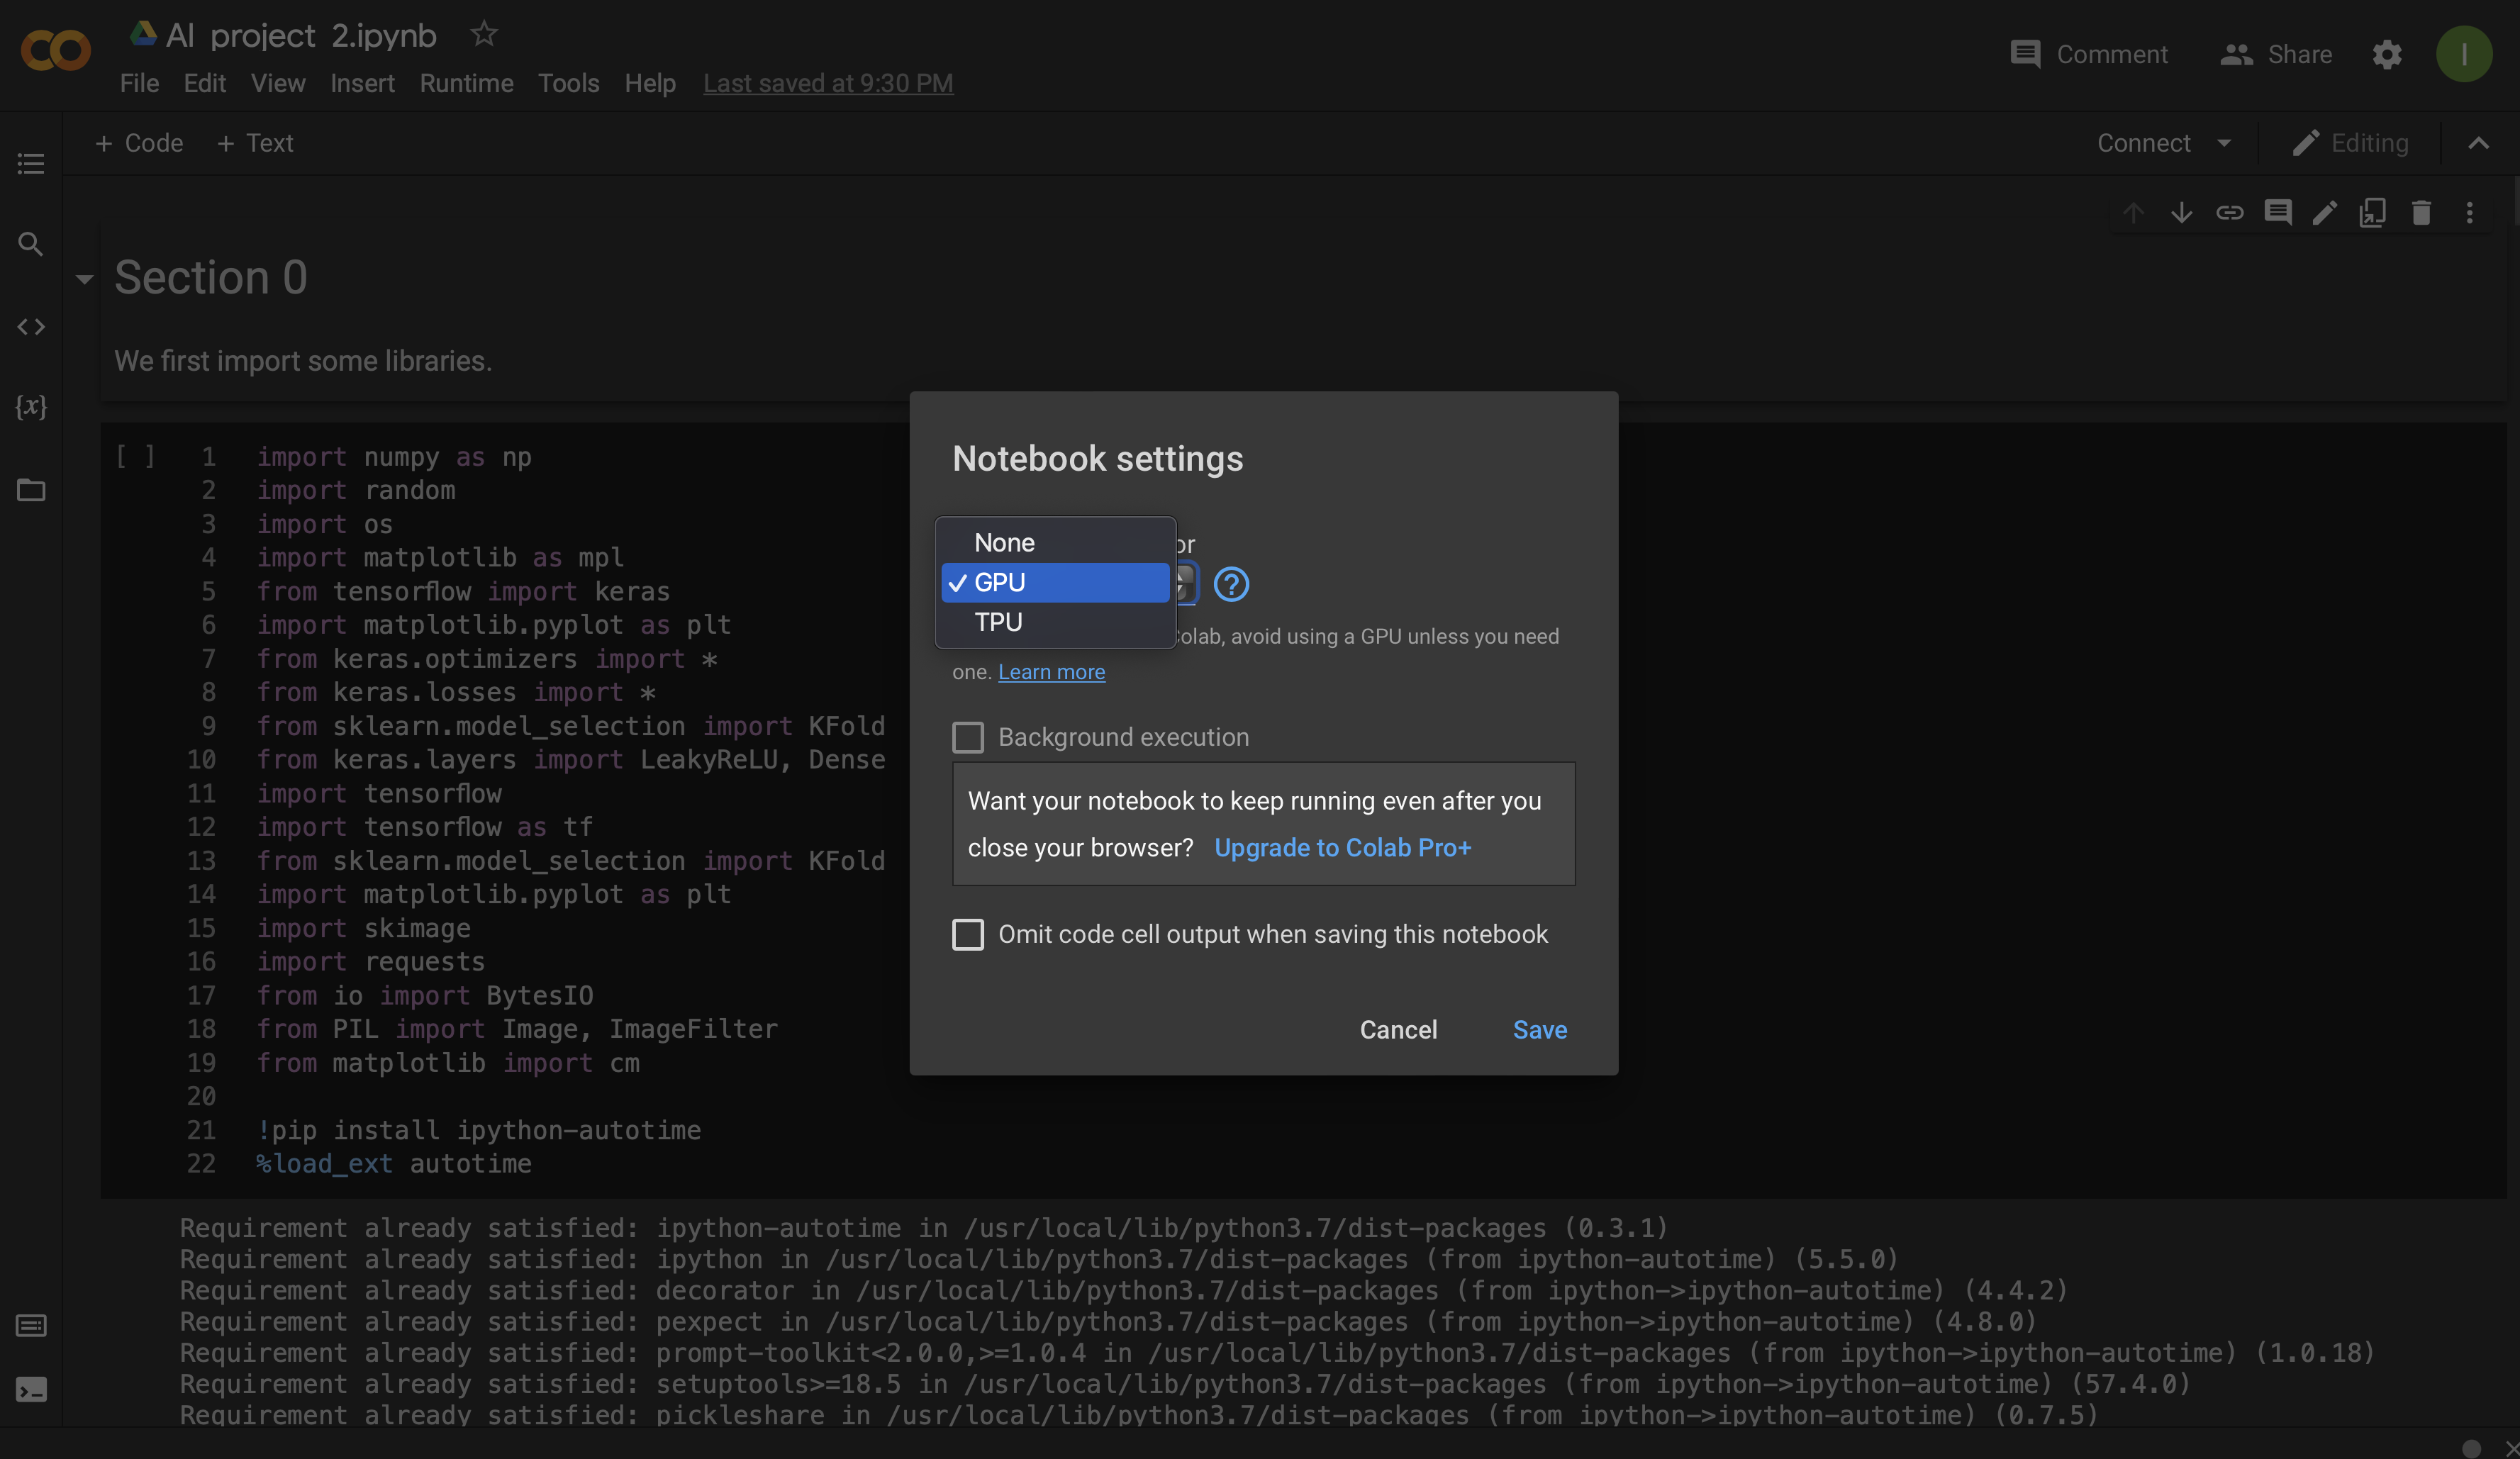 AI project 2.ipynb
Comment
Share
I
File Edit View Insert Runtime Tools Help Last saved at 9:30 PM
+ Code + Text
Connect
Editing
Section 0
We first import some libraries.
{x}
[ ] 1 import numpy as np
2 import random
3 import os
4 import matplotlib as mpl
5 from tensorflow import keras
6 import matplotlib.pyplot as plt
7 from keras.optimizers import *
8 from keras.losses import *
9 from sklearn.model_selection import KFold
10 from keras.layers import LeakyReLU, Dense
11 import tensorflow
12 import tensorflow as tf
13 from sklearn.model_selection import KFold
14 import matplotlib.pyplot as plt
15 import skimage
16 import requests
17 from io import BytesIO
18 from PIL import Image, ImageFilter
19 from matplotlib import cm
20
21 !pip install ipython-autotime
22 %load_ext autotime
Notebook settings
or
None
GPU
TPU
Colab, avoid using a GPU unless you need
one. Learn more
Background execution
Want your notebook to keep running even after you
close your browser? Upgrade to Colab Pro+
Omit code cell output when saving this notebook
Cancel Save
Requirement already satisfied: ipython-autotime in /usr/local/lib/python3.7/dist-packages (0.3.1)
Requirement already satisfied: ipython in /usr/local/lib/python3.7/dist-packages (from ipython-autotime) (5.5.0)
Requirement already satisfied: decorator in /usr/local/lib/python3.7/dist-packages (from ipython->ipython-autotime) (4.4.2)
Requirement already satisfied: pexpect in /usr/local/lib/python3.7/dist-packages (from ipython->ipython-autotime) (4.8.0)
Requirement already satisfied: prompt-toolkit<2.0.0,>=1.0.4 in /usr/local/lib/python3.7/dist-packages (from ipython->ipython-autotime) (1.0.18)
Requirement already satisfied: setuptools>=18.5 in /usr/local/lib/python3.7/dist-packages (from ipython->ipython-autotime) (57.4.0)
Requirement already satisfied: pickleshare in /usr/local/lib/python3.7/dist-packages (from ipython->ipython-autotime) (0.7.5)